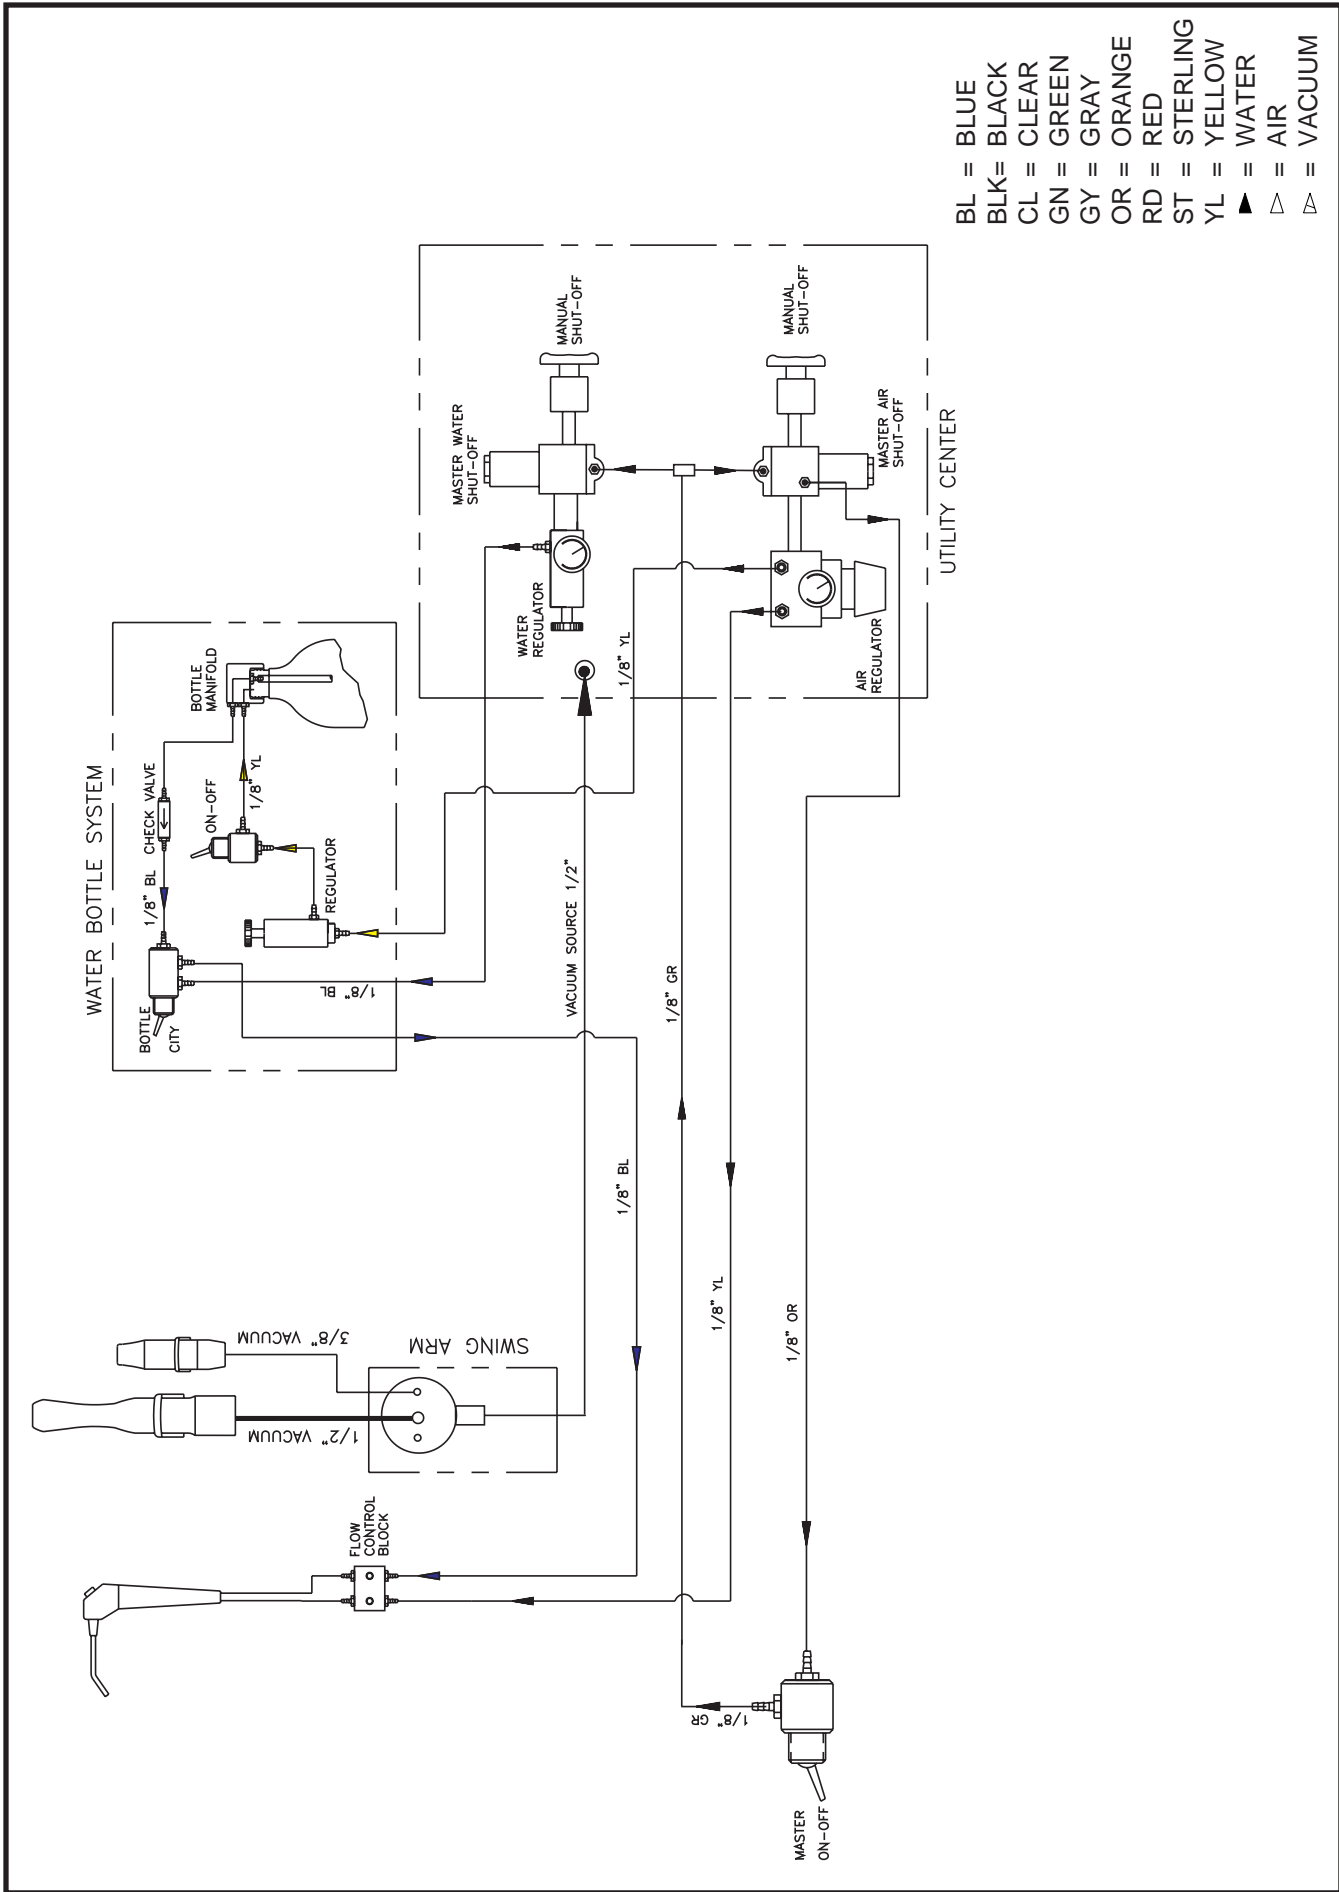 BL = BLUE
BLK= BLACK
CL = CLEAR
GN = GREEN
GY = GRAY
OR = ORANGE
RD = RED
ST = STERLING
YL = YELLOW
= WATER
= AIR
= VACUUM
WATER BOTTLE SYSTEM
BOTTLE
MANIFOLD
CHECK VALVE
1/8" BL
ON-OFF
1/8" YL
REGULATOR
BOTTLE
CITY
1/8" BL
UTILITY CENTER
MASTER WATER
SHUT-OFF
MANUAL
SHUT-OFF
WATER
REGULATOR
MANUAL
SHUT-OFF
MASTER AIR
SHUT-OFF
AIR
REGULATOR
1/8" YL
VACUUM SOURCE 1/2"
1/8" GR
1/8" BL
1/8" YL
1/8" OR
SWING ARM
3/8" VACUUM
1/2" VACUUM
FLOW
CONTROL
BLOCK
1/8" GR
MASTER
ON-OFF